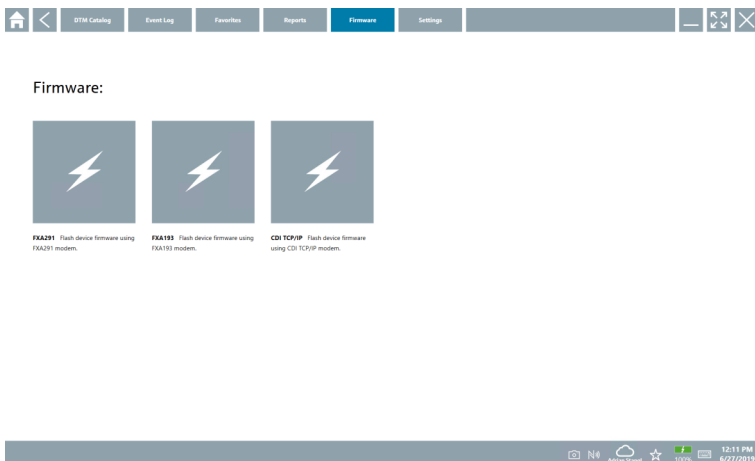 DTM Catalog
Event Log
Favorites
Reports
Firmware
Settings
Firmware:
FXA291 Flash device firmware using
FXA291 modem.
FXA193 Flash device firmware using
FXA193 modem.
CDI TCP/IP Flash device firmware
using CDI TCP/IP modem.
100%
12:11 PM
6/27/2019